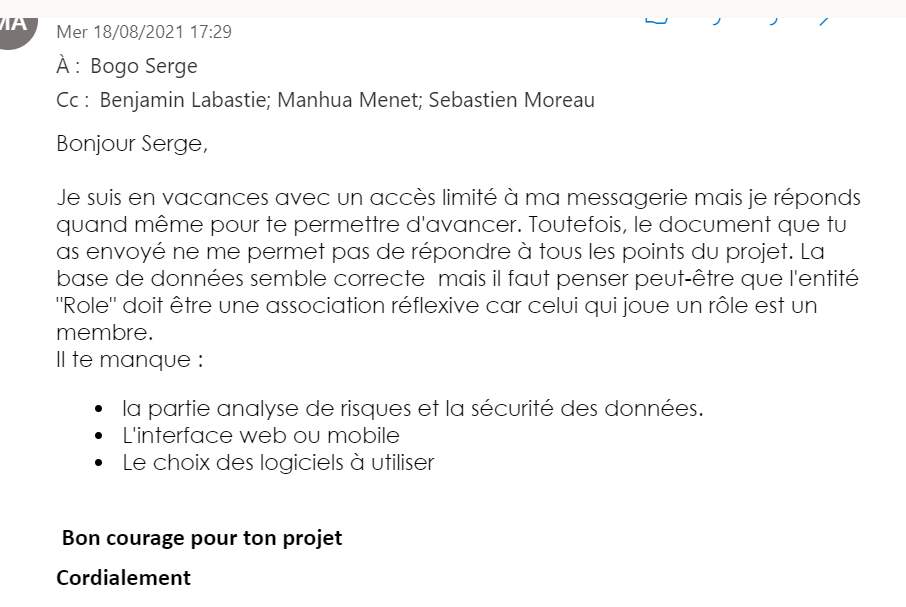 MA
Mer 18/08/2021 17:29
À : Bogo Serge
Cc : Benjamin Labastie; Manhua Menet; Sebastien Moreau
Bonjour Serge,
Je suis en vacances avec un accès limité à ma messagerie mais je réponds
quand même pour te permettre d'avancer. Toutefois, le document que tu
as envoyé ne me permet pas de répondre à tous les points du projet. La
base de données semble correcte  mais il faut penser peut-être que l'entité
"Role" doit être une association réflexive car celui qui joue un rôle est un
membre.
Il te manque :
• la partie analyse de risques et la sécurité des données.
• L'interface web ou mobile
• Le choix des logiciels à utiliser
Bon courage pour ton projet
Cordialement